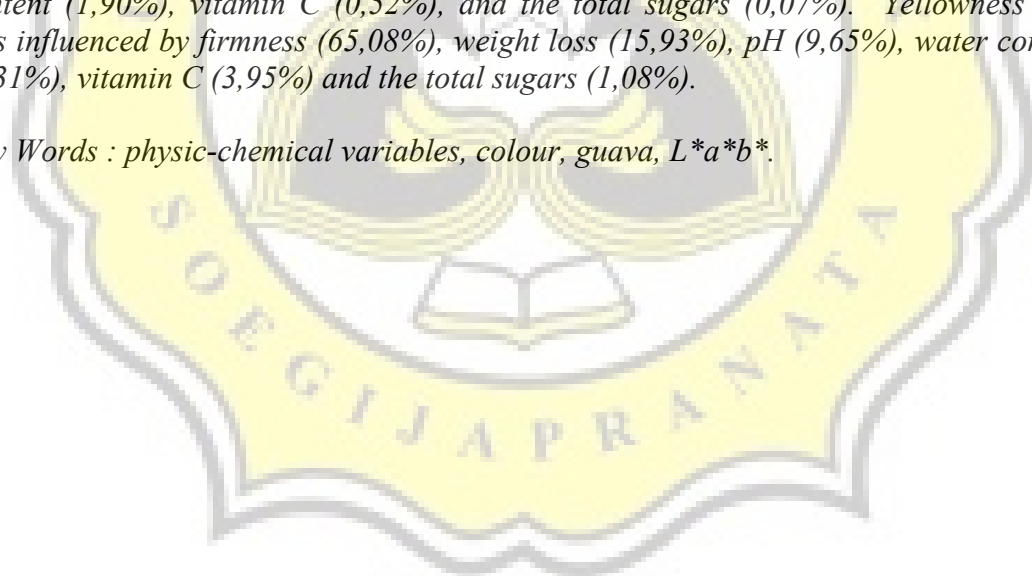 tent (1,90%), vitamin C (0,52%), and the total sugars (0,07%). Yellowness
s influenced by firmness (65,08%), weight loss (15,93%), pH (9,65%), water con
31%), vitamin C (3,95%) and the total sugars (1,08%).
Words : physic-chemical variables, colour, guava, L*a*b*.
SOEGIJAPRANATA